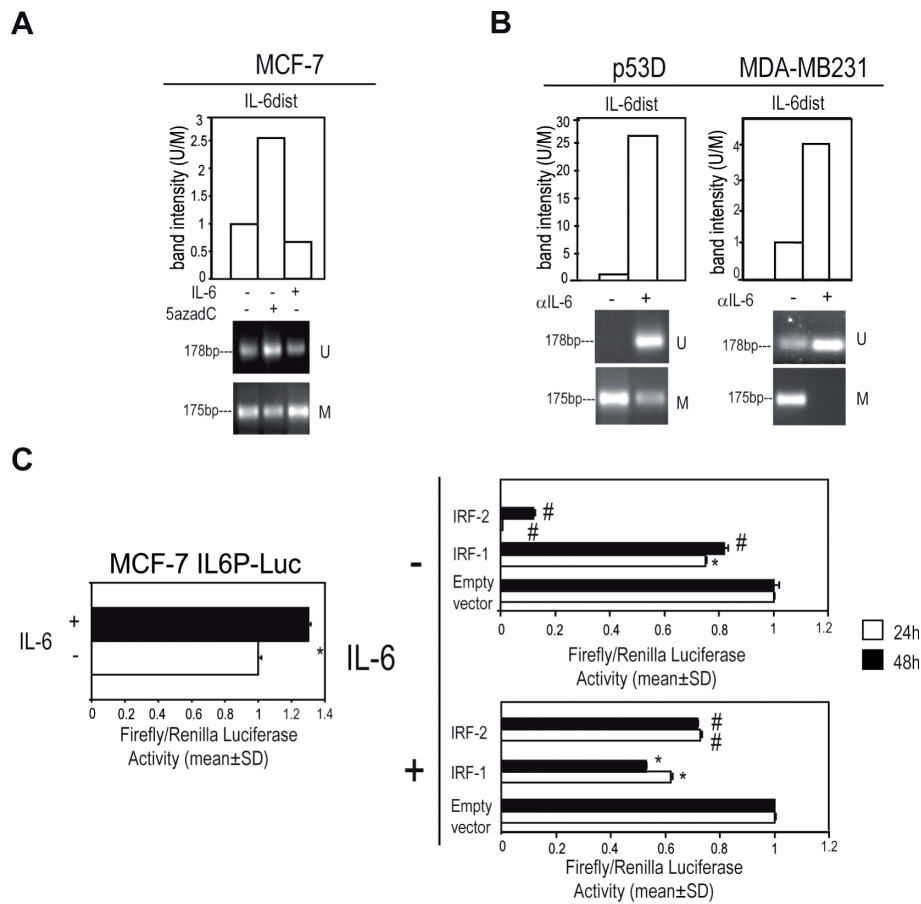 A
MCF-7
IL-6dist
band intensity (U/M)
3
2.5
2
1.5
1
0.5
0
IL-6 - - +
5azadC - + -
178bp--- U
175bp--- M
B
p53D MDA-MB231
IL-6dist IL-6dist
band intensity (U/M)
30
25
20
15
10
5
0
αIL-6 - +
178bp--- U
175bp--- M
band intensity (U/M)
4
3
2
1
0
αIL-6 - +
178bp--- U
175bp--- M
C
MCF-7 IL6P-Luc
IL-6
+
-
*
0 0.2 0.4 0.6 0.8 1 1.2 1.4
Firefly/Renilla Luciferase
Activity (mean±SD)
IL-6
-
IRF-2 #
#
IRF-1 #
*
Empty
vector
0 0.2 0.4 0.6 0.8 1 1.2
Firefly/Renilla Luciferase
Activity (mean±SD)
24h
48h
+
IRF-2 #
#
IRF-1 *
*
Empty
vector
0 0.2 0.4 0.6 0.8 1 1.2
Firefly/Renilla Luciferase
Activity (mean±SD)